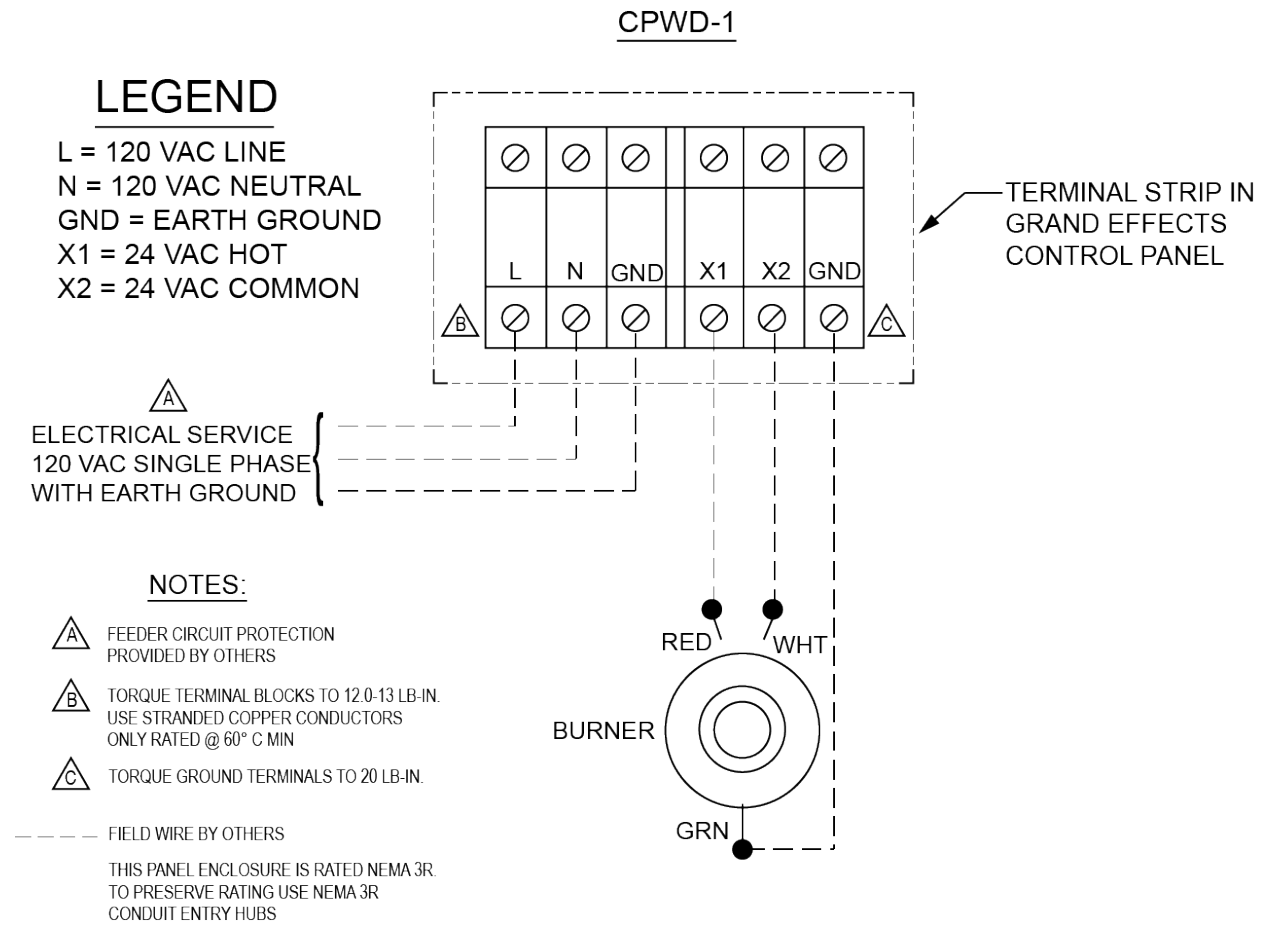 CPWD-1
LEGEND
L = 120 VAC LINE
N = 120 VAC NEUTRAL
GND = EARTH GROUND
X1 = 24 VAC HOT
X2 = 24 VAC COMMON
L N GND X1 X2 GND
B
C
TERMINAL STRIP IN
GRAND EFFECTS
CONTROL PANEL
A
ELECTRICAL SERVICE
120 VAC SINGLE PHASE
WITH EARTH GROUND
RED
WHT
BURNER
GRN
NOTES:
A FEEDER CIRCUIT PROTECTION
PROVIDED BY OTHERS
B TORQUE TERMINAL BLOCKS TO 12.0-13 LB-IN.
USE STRANDED COPPER CONDUCTORS
ONLY RATED @ 60° C MIN
C TORQUE GROUND TERMINALS TO 20 LB-IN.
FIELD WIRE BY OTHERS
THIS PANEL ENCLOSURE IS RATED NEMA 3R.
TO PRESERVE RATING USE NEMA 3R
CONDUIT ENTRY HUBS